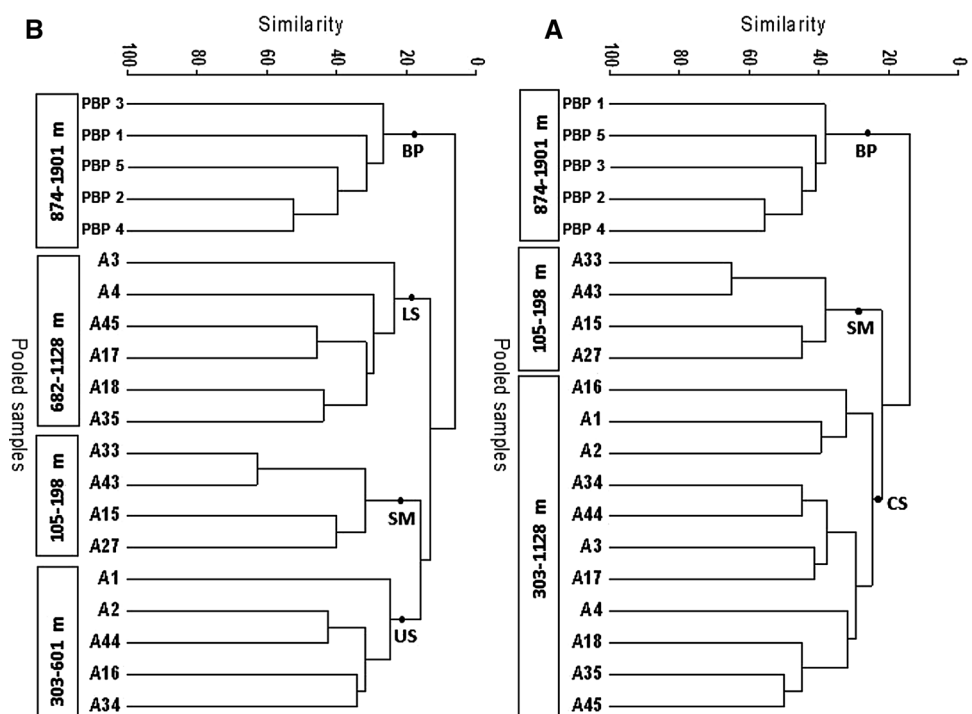 B
Similarity
100 80 60 40 20 0
Pooled samples
874-1901 m
PBP 3
PBP 1
PBP 5
PBP 2
PBP 4
BP
682-1128 m
A3
A4
A45
A17
A18
A35
LS
105-198 m
A33
A43
A15
A27
SM
303-601 m
A1
A2
A44
A16
A34
US
A
Similarity
100 80 60 40 20 0
Pooled samples
874-1901 m
PBP 1
PBP 5
PBP 3
PBP 2
PBP 4
BP
105-198 m
A33
A43
A15
A27
SM
303-1128 m
A16
A1
A2
A34
A44
A3
A17
A4
A18
A35
A45
CS